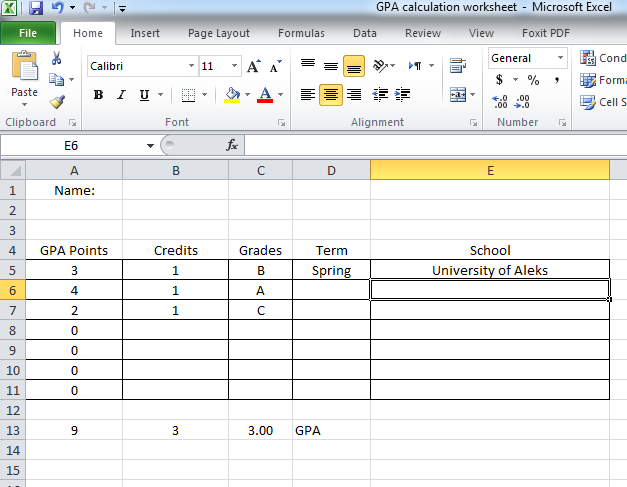 GPA calculation worksheet - Microsoft Excel
File Home Insert Page Layout Formulas Data Review View Foxit PDF
Calibri 11 A A General Cond
Paste B I U A $ % , Forma
.0 .00 .00 .0 Cell S
Clipboard Font Alignment Number
E6 fx
A B C D E
1 Name:
2
3
4 GPA Points Credits Grades Term School
5 3 1 B Spring University of Aleks
6 4 1 A
7 2 1 C
8 0
9 0
10 0
11 0
12
13 9 3 3.00 GPA
14
15